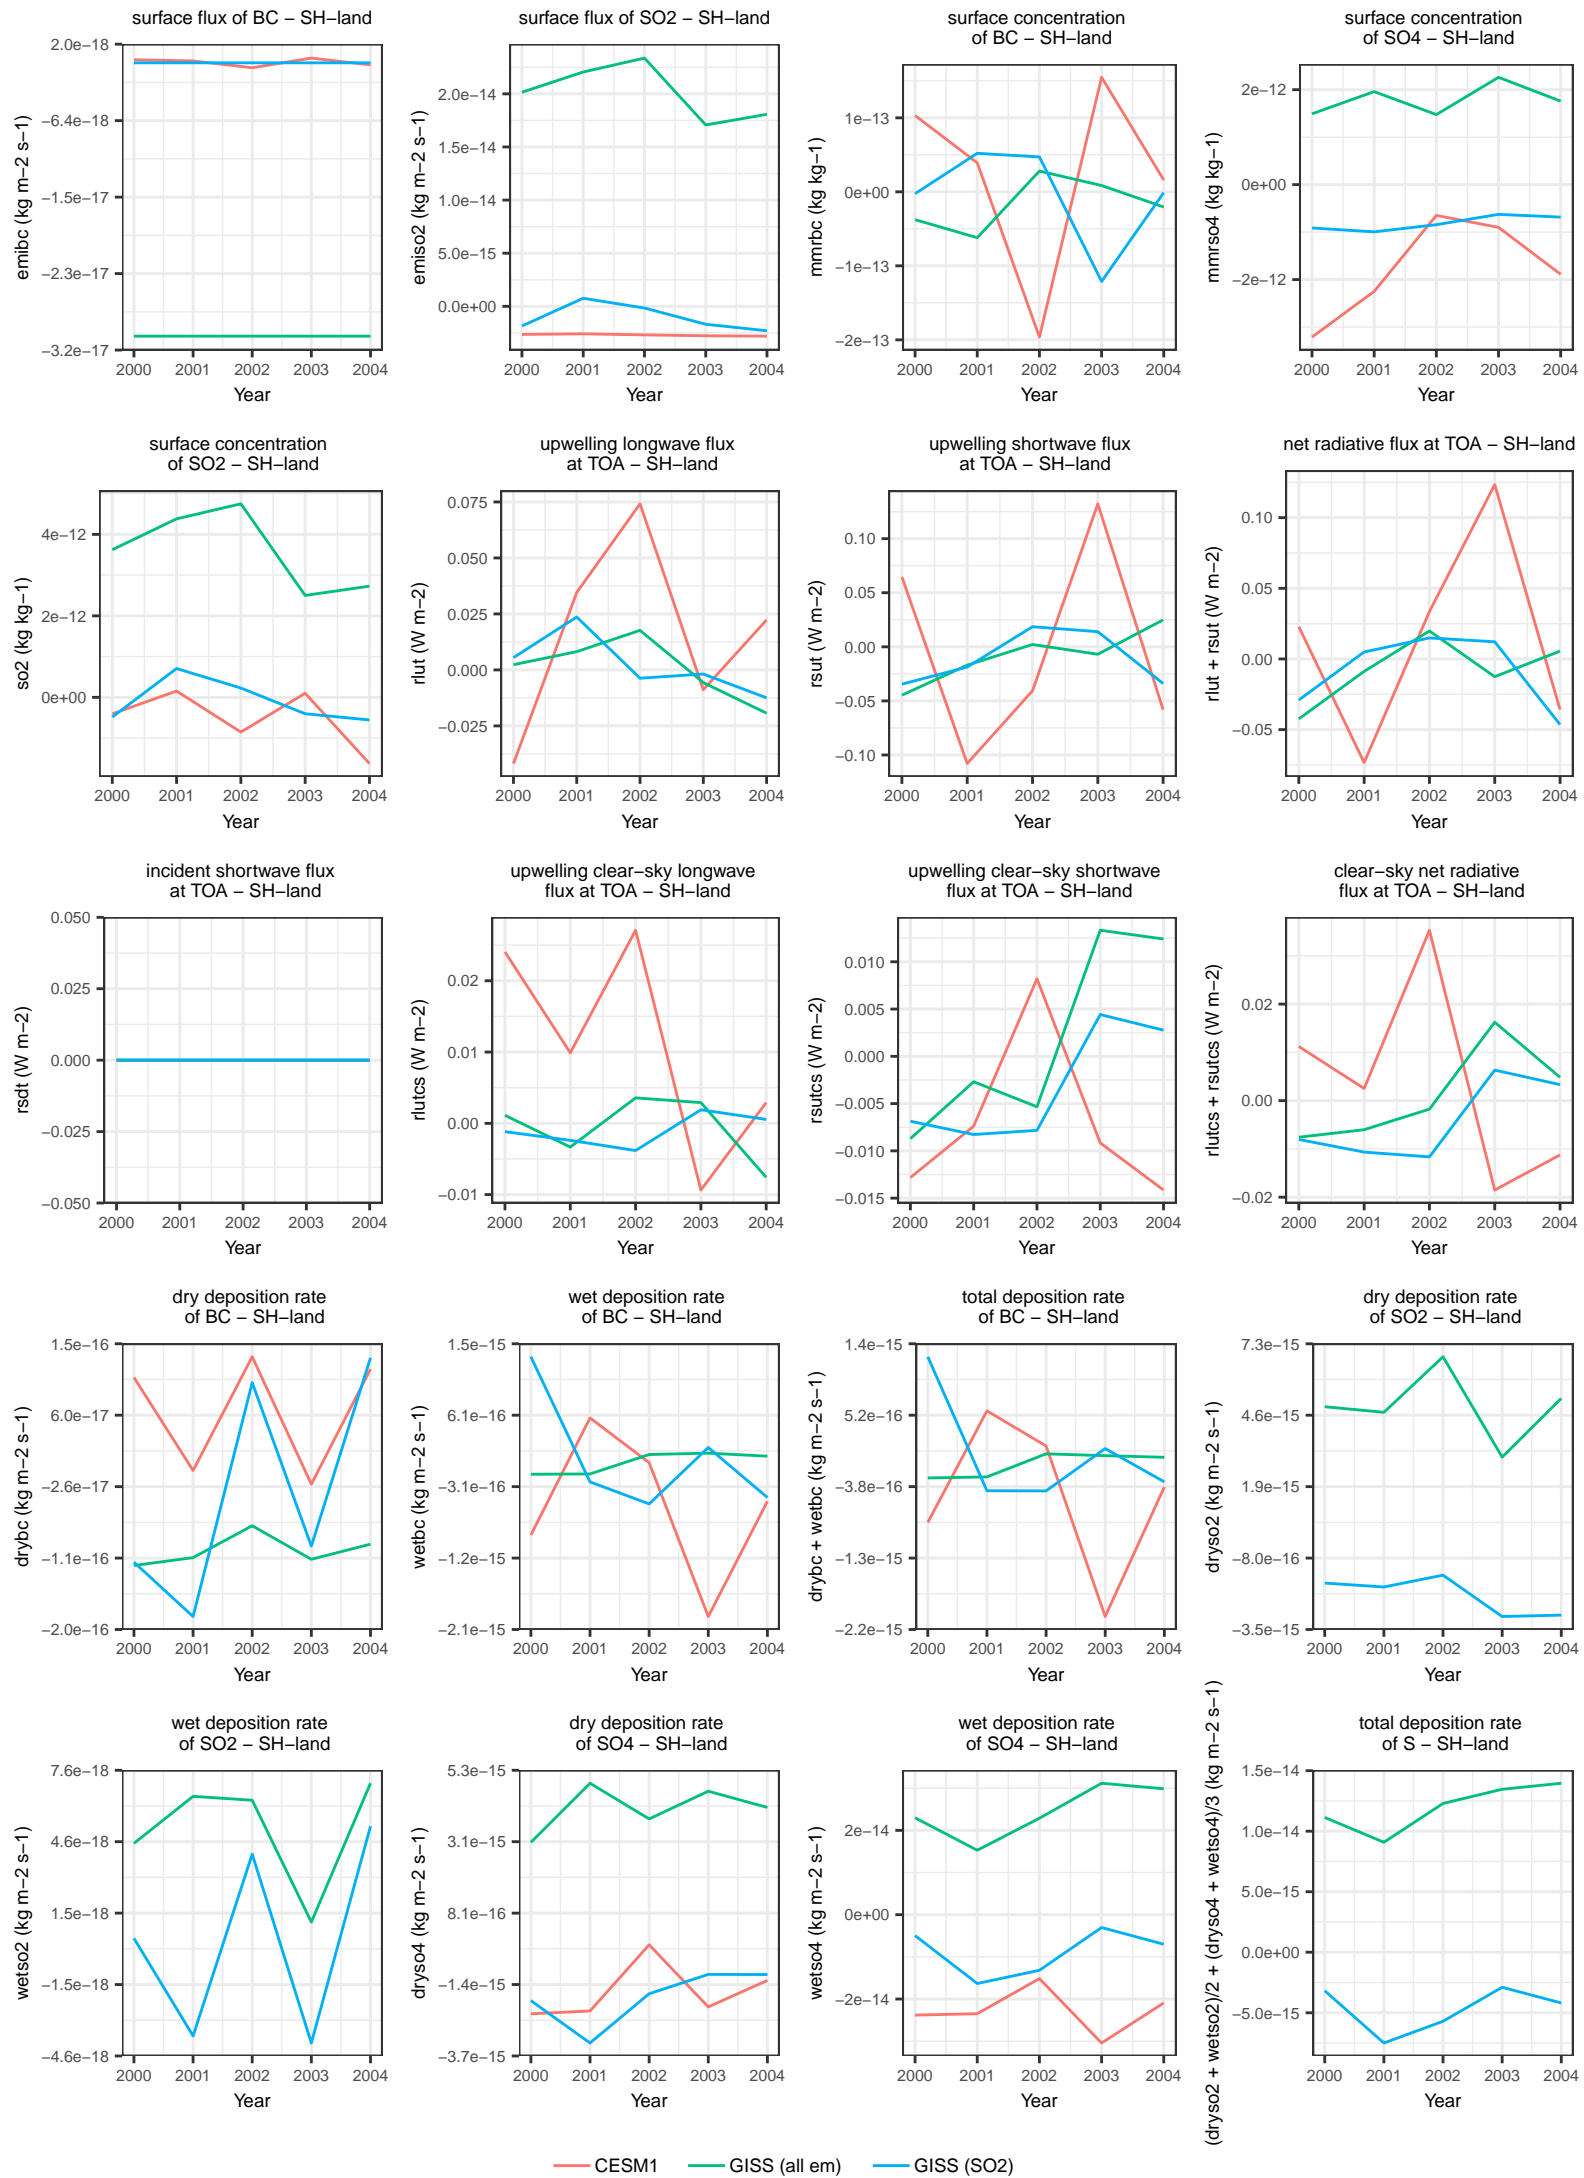 surface flux of BC − SH−land
2.0e−18
−6.4e−18
−1.5e−17
−2.3e−17
−3.2e−17
emibc (kg m−2 s−1)
2000 2001 2002 2003 2004
Year
surface flux of SO2 − SH−land
2.0e−14
1.5e−14
1.0e−14
5.0e−15
0.0e+00
emiso2 (kg m−2 s−1)
2000 2001 2002 2003 2004
Year
surface concentration
of BC − SH−land
1e−13
0e+00
−1e−13
−2e−13
mmrbc (kg kg−1)
2000 2001 2002 2003 2004
Year
surface concentration
of SO4 − SH−land
2e−12
0e+00
−2e−12
mmrso4 (kg kg−1)
2000 2001 2002 2003 2004
Year
surface concentration
of SO2 − SH−land
4e−12
2e−12
0e+00
so2 (kg kg−1)
2000 2001 2002 2003 2004
Year
upwelling longwave flux
at TOA − SH−land
0.075
0.050
0.025
0.000
−0.025
rlut (W m−2)
2000 2001 2002 2003 2004
Year
upwelling shortwave flux
at TOA − SH−land
0.10
0.05
0.00
−0.05
−0.10
rsut (W m−2)
2000 2001 2002 2003 2004
Year
net radiative flux at TOA − SH−land
0.10
0.05
0.00
−0.05
rlut + rsut (W m−2)
2000 2001 2002 2003 2004
Year
incident shortwave flux
at TOA − SH−land
0.050
0.025
0.000
−0.025
−0.050
rsdt (W m−2)
2000 2001 2002 2003 2004
Year
upwelling clear−sky longwave
flux at TOA − SH−land
0.02
0.01
0.00
−0.01
rlutcs (W m−2)
2000 2001 2002 2003 2004
Year
upwelling clear−sky shortwave
flux at TOA − SH−land
0.010
0.005
0.000
−0.005
−0.010
−0.015
rsutcs (W m−2)
2000 2001 2002 2003 2004
Year
clear−sky net radiative
flux at TOA − SH−land
0.02
0.00
−0.02
rlutcs + rsutcs (W m−2)
2000 2001 2002 2003 2004
Year
dry deposition rate
of BC − SH−land
1.5e−16
6.0e−17
−2.6e−17
−1.1e−16
−2.0e−16
drybc (kg m−2 s−1)
2000 2001 2002 2003 2004
Year
wet deposition rate
of BC − SH−land
1.5e−15
6.1e−16
−3.1e−16
−1.2e−15
−2.1e−15
wetbc (kg m−2 s−1)
2000 2001 2002 2003 2004
Year
total deposition rate
of BC − SH−land
1.4e−15
5.2e−16
−3.8e−16
−1.3e−15
−2.2e−15
drybc + wetbc (kg m−2 s−1)
2000 2001 2002 2003 2004
Year
dry deposition rate
of SO2 − SH−land
7.3e−15
4.6e−15
1.9e−15
−8.0e−16
−3.5e−15
dryso2 (kg m−2 s−1)
2000 2001 2002 2003 2004
Year
wet deposition rate
of SO2 − SH−land
7.6e−18
4.6e−18
1.5e−18
−1.5e−18
−4.6e−18
wetso2 (kg m−2 s−1)
2000 2001 2002 2003 2004
Year
dry deposition rate
of SO4 − SH−land
5.3e−15
3.1e−15
8.1e−16
−1.4e−15
−3.7e−15
dryso4 (kg m−2 s−1)
2000 2001 2002 2003 2004
Year
wet deposition rate
of SO4 − SH−land
2e−14
0e+00
−2e−14
wetso4 (kg m−2 s−1)
2000 2001 2002 2003 2004
Year
total deposition rate
of S − SH−land
1.5e−14
1.0e−14
5.0e−15
0.0e+00
−5.0e−15
(dryso2 + wetso2)/2 + (dryso4 + wetso4)/3 (kg m−2 s−1)
2000 2001 2002 2003 2004
Year
CESM1 GISS (all em) GISS (SO2)